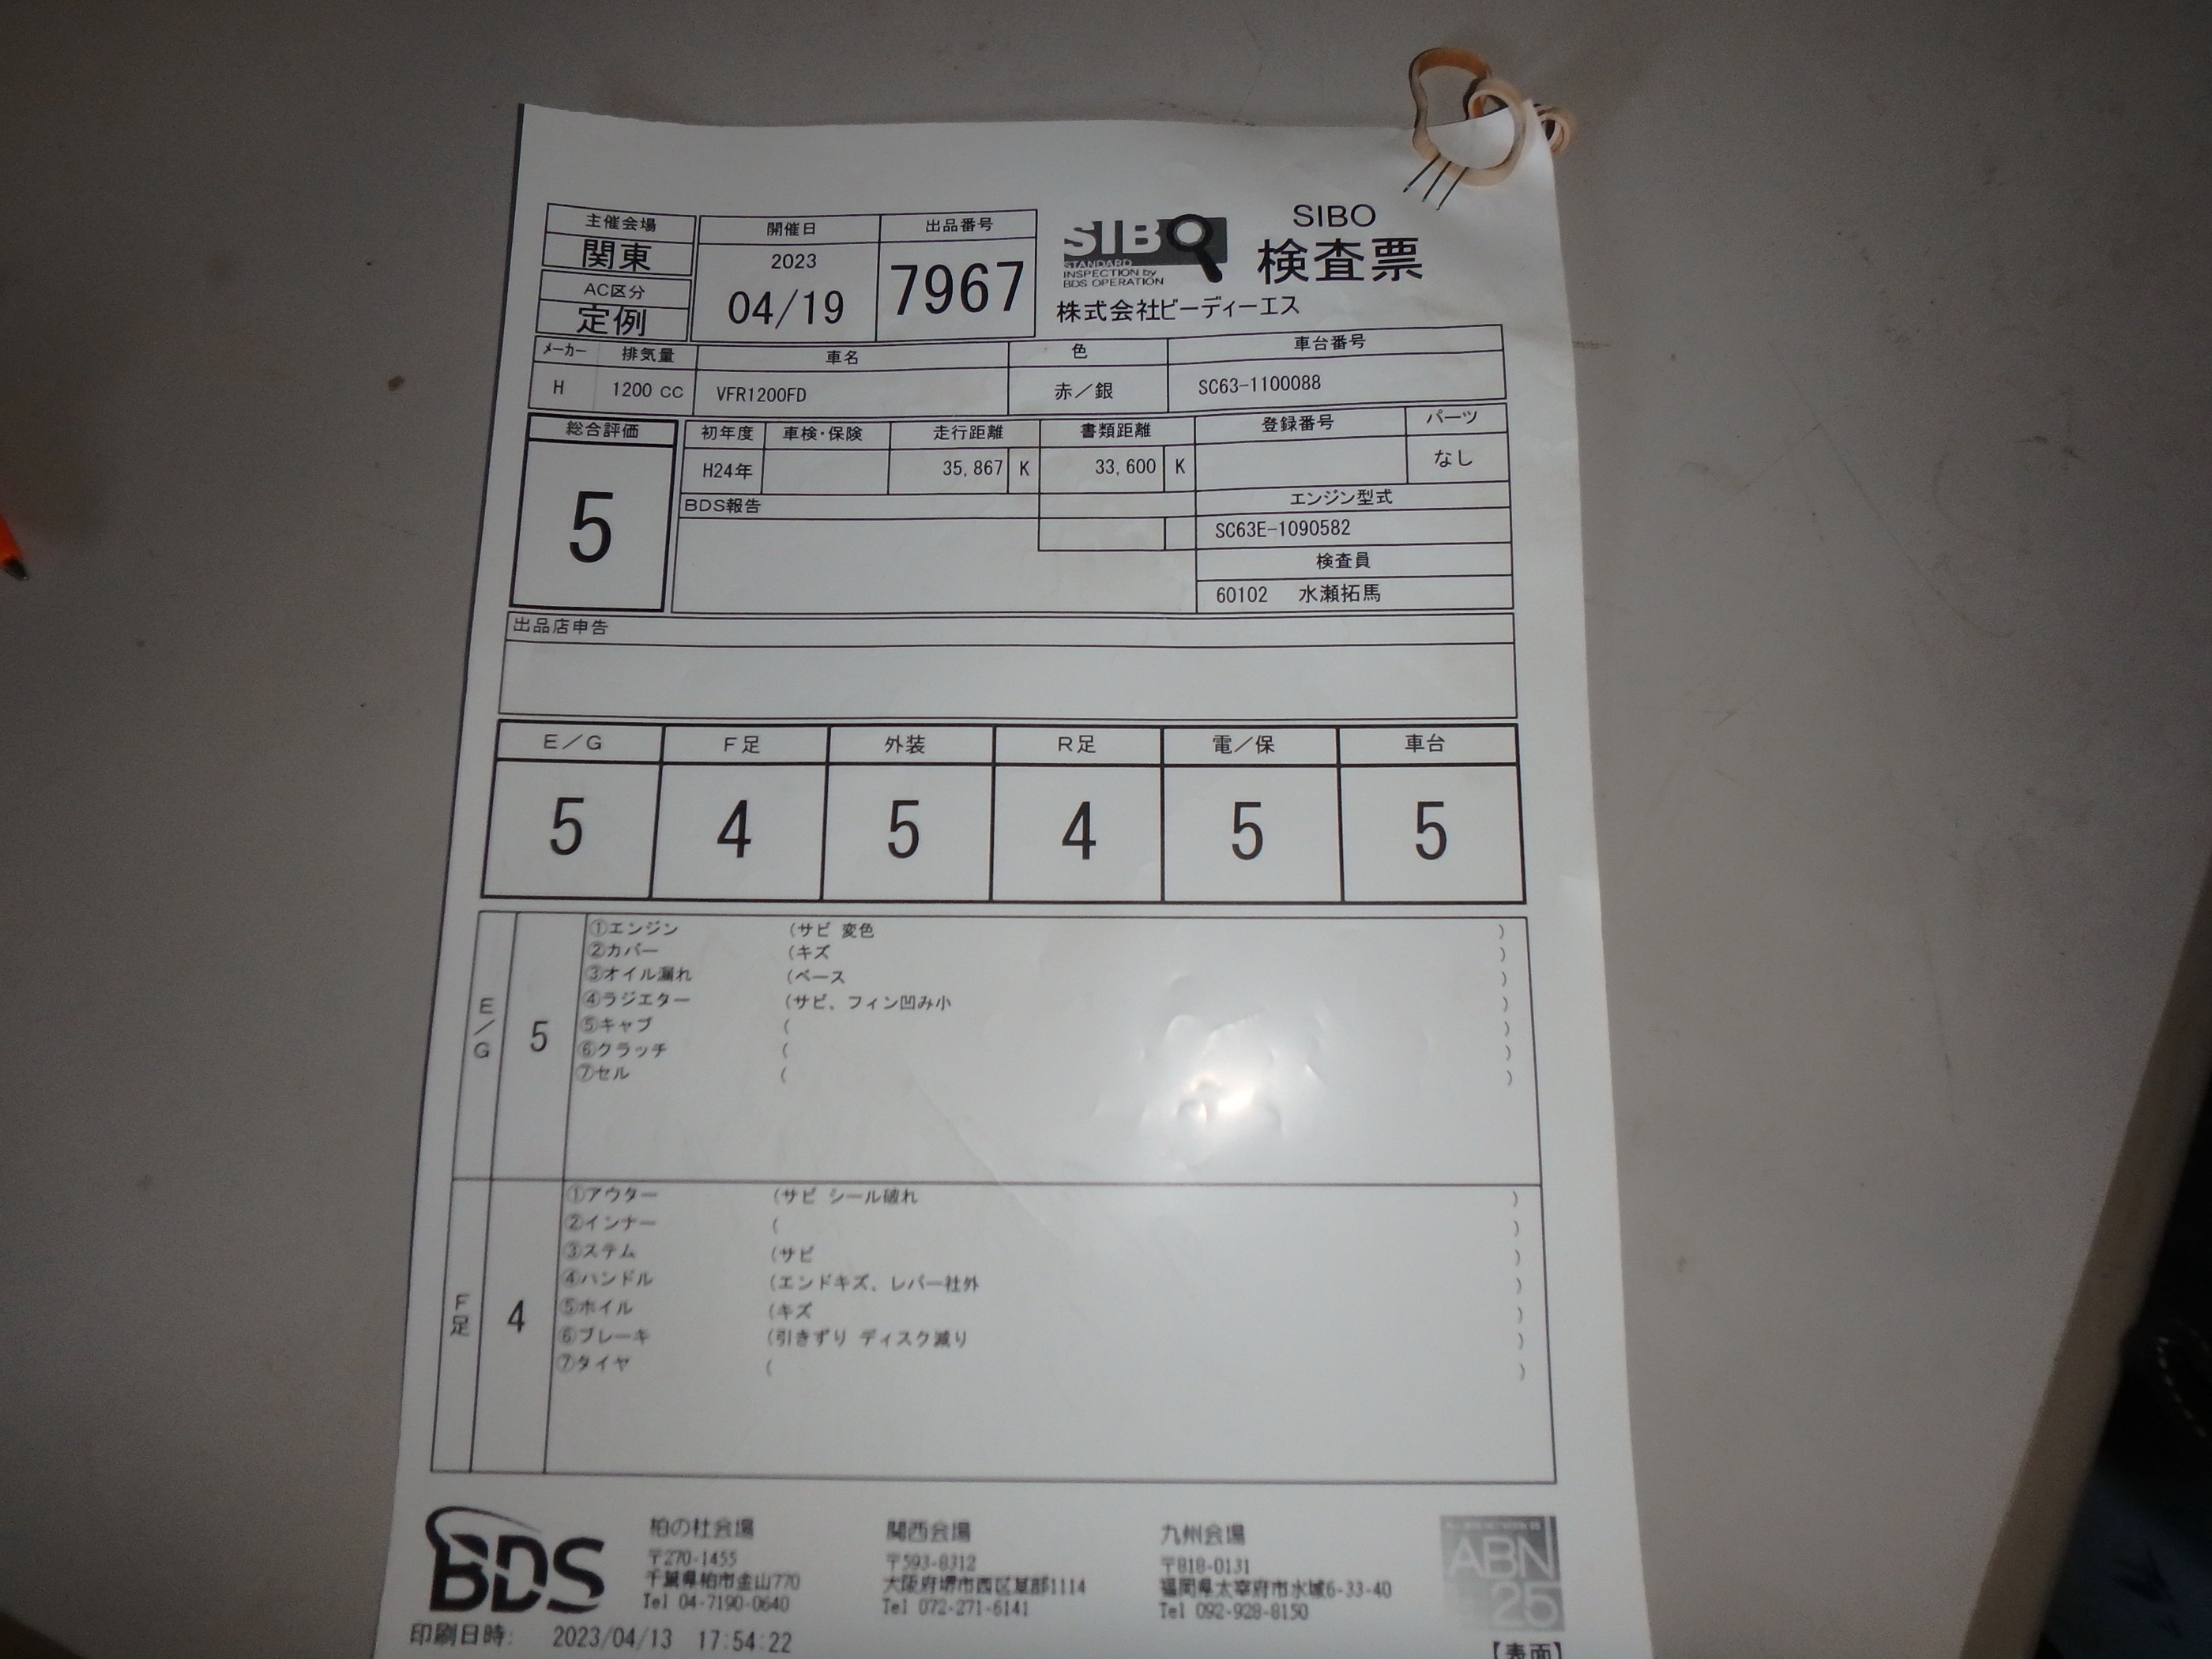 主催会場 開催日 出品番号
関東 2023 04/19 7967
AC区分
定例
SIBO
STANDARD
INSPECTION by
BDS OPERATION
SIBO
検査票
株式会社ビーディーエス
メーカー 排気量 車名 色 車台番号
H 1200 CC VFR1200FD 赤/銀 SC63-1100088
総合評価 初年度 車検・保険 走行距離 書類距離 登録番号 パーツ
5 H24年 35,867 K 33,600 K なし
BDS報告 エンジン型式
SC63E-1090582
検査員
60102 水瀬拓馬
出品店申告
E/G F足 外装 R足 電/保 車台
5 4 5 4 5 5
E/G 5
①エンジン (サビ 変色 )
②カバー (キズ )
③オイル漏れ (ベース )
④ラジエター (サビ、フィン凹み小 )
⑤キャブ ( )
⑥クラッチ ( )
⑦セル ( )
F足 4
①アウター (サビ シール破れ )
②インナー ( )
③ステム (サビ )
④ハンドル (エンドキズ、レバー社外 )
⑤ホイル (キズ )
⑥ブレーキ (引きずり ディスク減り )
⑦タイヤ ( )
BDS
柏の杜会場
〒270-1455
千葉県柏市金山770
Tel 04-7190-0640
関西会場
〒593-8312
大阪府堺市西区草部1114
Tel 072-271-6141
九州会場
〒818-0131
福岡県太宰府市水城6-33-40
Tel 092-928-8150
ABN
25
印刷日時: 2023/04/13 17:54:22
【表面】